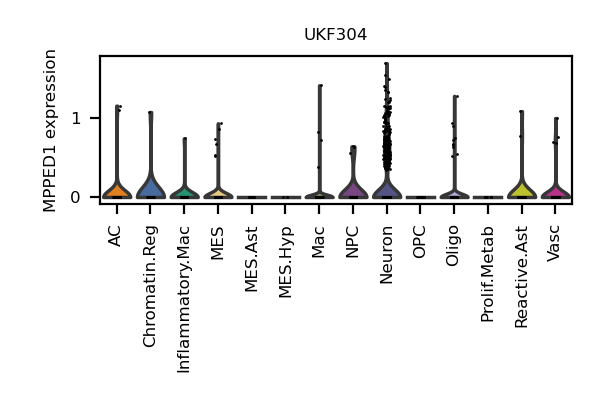 UKF304
MPPED1 expression
1
0
AC
Chromatin.Reg
Inflammatory.Mac
MES
MES.Ast
MES.Hyp
Mac
NPC
Neuron
OPC
Oligo
Prolif.Metab
Reactive.Ast
Vasc